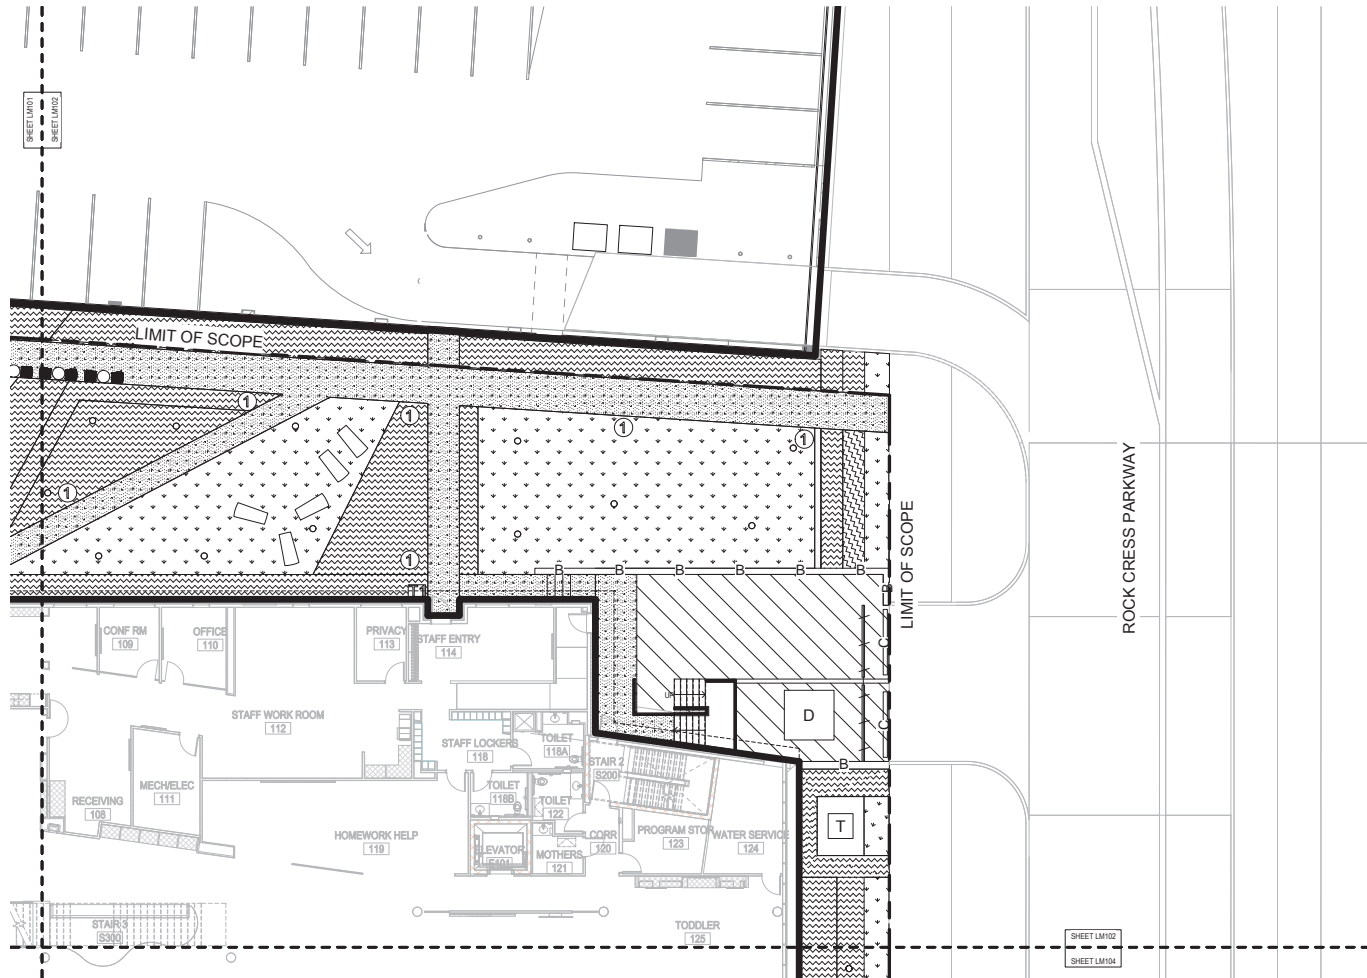 SHEET LM101
SHEET LM102
LIMIT OF SCOPE
1
1
1
1
1
1
ROCK CRESS PARKWAY
LIMIT OF SCOPE
B
B
B
B
B
B
B
C
C
B
D
T
UP
CONF RM
109
OFFICE
110
PRIVACY
113
STAFF ENTRY
114
STAFF WORK ROOM
112
STAFF LOCKERS
118
TOILET
118A
STAIR 2
S200
MECH/ELEC
111
RECEIVING
108
TOILET
118B
TOILET
122
HOMEWORK HELP
119
ELEVATOR
E101
MOTHERS
121
CORR
120
PROGRAM STOR
123
WATER SERVICE
124
STAIR 3
S300
TODDLER
125
SHEET LM102
SHEET LM104